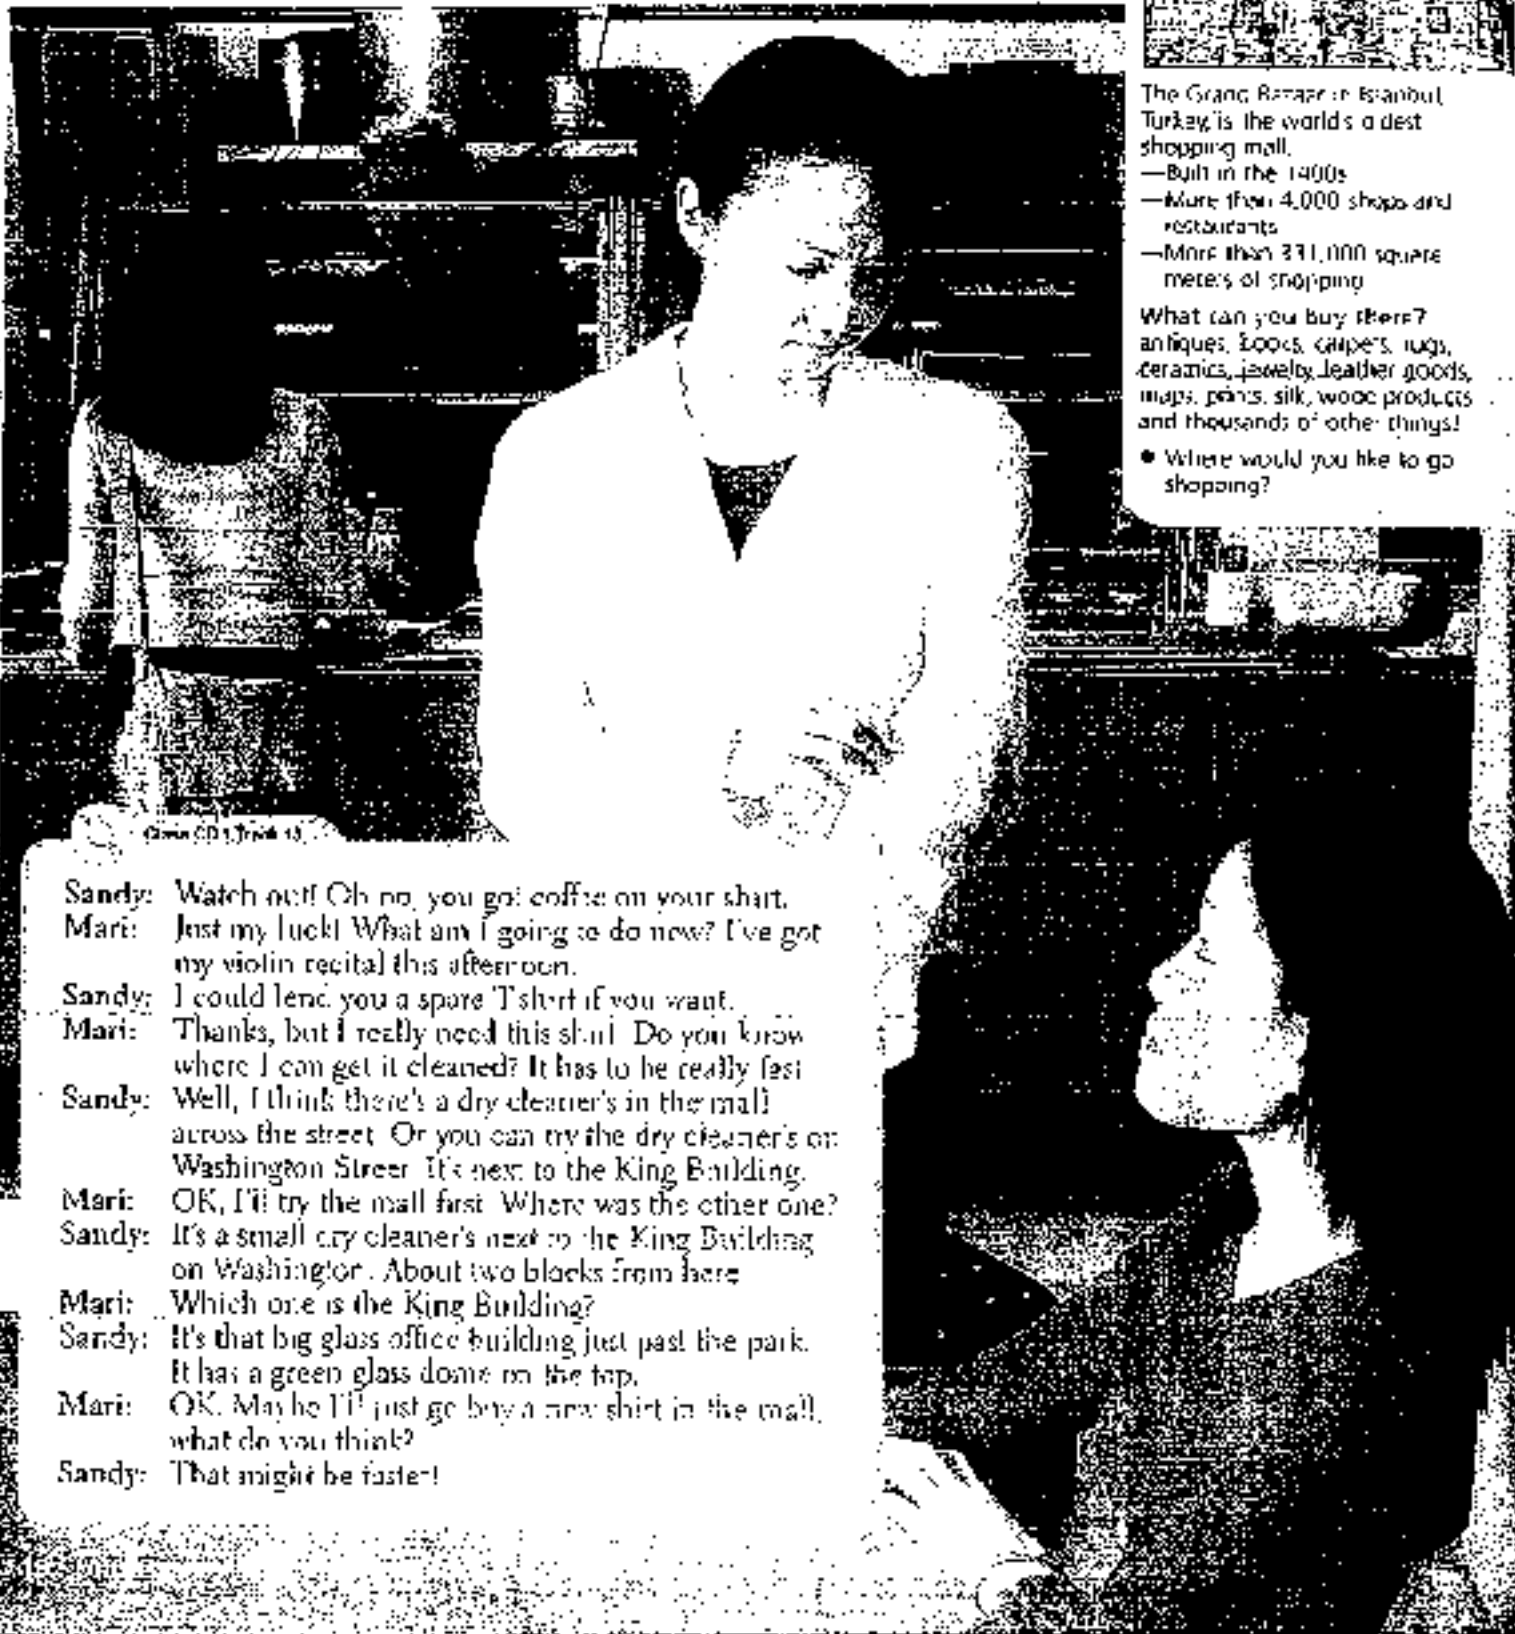 The Grand Bazaar in Istanbul,
Turkey, is the world's oldest
shopping mall.
—Built in the 1400s
—More than 4,000 shops and
restaurants
—More than 331,000 square
meters of shopping
What can you buy there?
antiques, books, carpets, rugs,
ceramics, jewelry, leather goods,
maps, prints, silk, wood products
and thousands of other things!
• Where would you like to go
shopping?
Class CD 1, Track
Sandy: Watch out! Oh no, you got coffee on your shirt.
Mari: Just my luck! What am I going to do now? I've got
my violin recital this afternoon.
Sandy: I could lend you a spare T-shirt if you want.
Mari: Thanks, but I really need this shirt. Do you know
where I can get it cleaned? It has to be really fast.
Sandy: Well, I think there's a dry cleaner's in the mall
across the street. Or you can try the dry cleaner's on
Washington Street. It's next to the King Building.
Mari: OK, I'll try the mall first. Where was the other one?
Sandy: It's a small dry cleaner's next to the King Building
on Washington. About two blocks from here.
Mari: Which one is the King Building?
Sandy: It's that big glass office building just past the park.
It has a green glass dome on the top.
Mari: OK. Maybe I'll just go buy a new shirt in the mall,
what do you think?
Sandy: That might be faster!